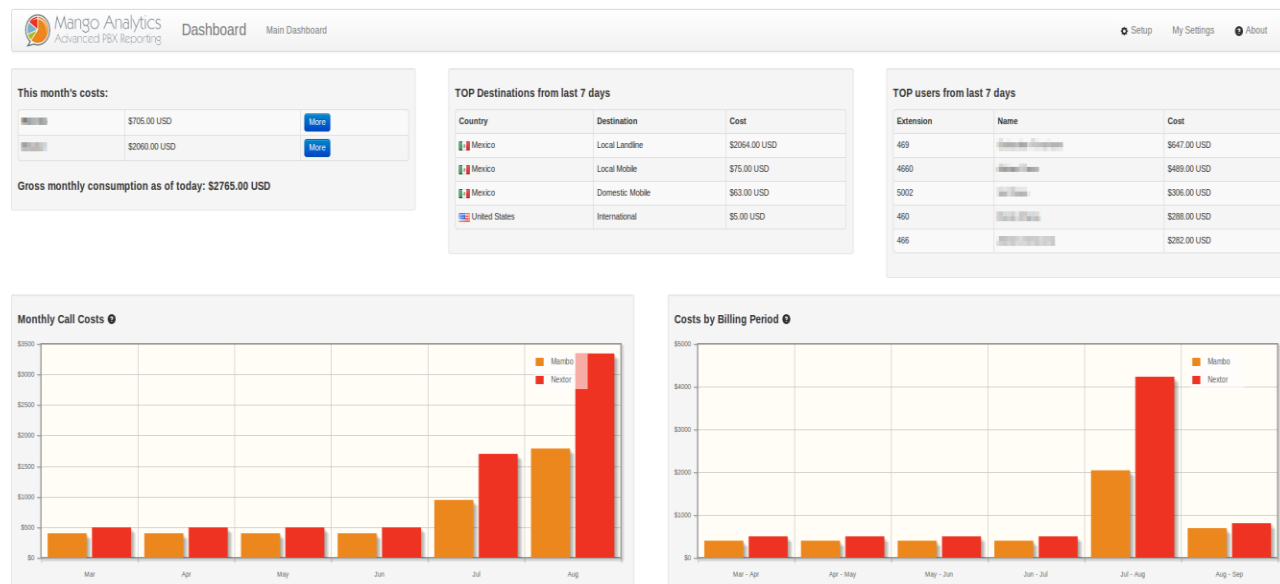 Mango Analytics
Advanced PBX Reporting
Dashboard
Main Dashboard
Setup
My Settings
About
This month's costs:
$705.00 USD More
$2060.00 USD More
Gross monthly consumption as of today: $2765.00 USD
TOP Destinations from last 7 days
Country Destination Cost
Mexico Local Landline $2064.00 USD
Mexico Local Mobile $75.00 USD
Mexico Domestic Mobile $63.00 USD
United States International $5.00 USD
TOP users from last 7 days
Extension Name Cost
469 $647.00 USD
4660 $489.00 USD
5002 $306.00 USD
460 $288.00 USD
466 $282.00 USD
Monthly Call Costs
$3500
$3000
$2500
$2000
$1500
$1000
$500
$0
Mambo
Nextor
Mar Apr May Jun Jul Aug
Costs by Billing Period
$5000
$4000
$3000
$2000
$1000
$0
Mambo
Nextor
Mar - Apr Apr - May May - Jun Jun - Jul Jul - Aug Aug - Sep